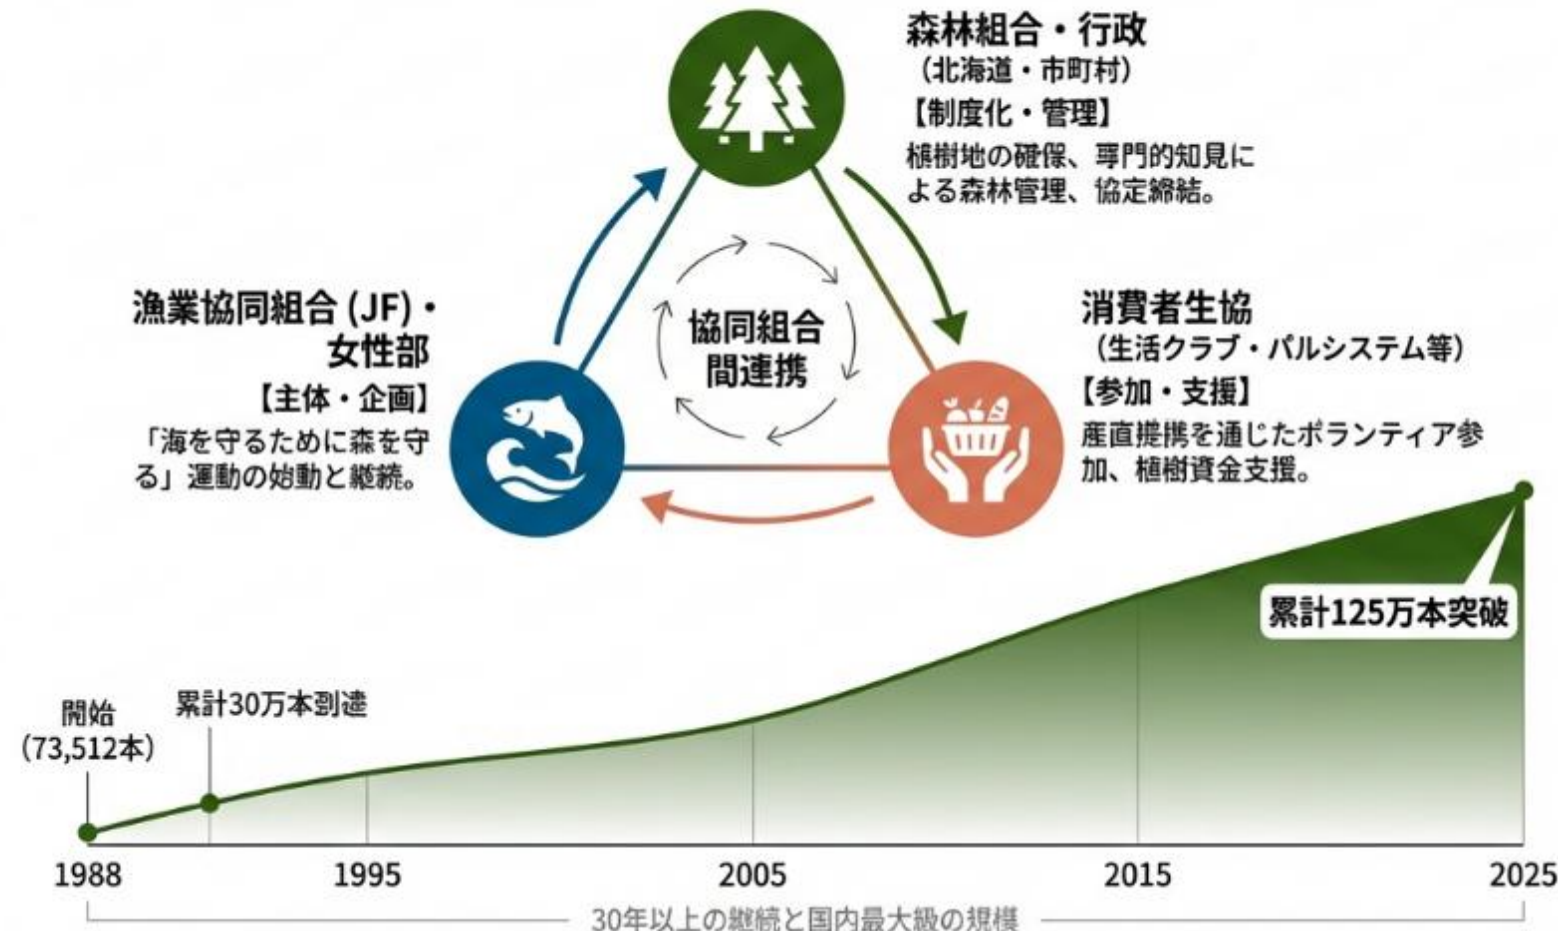 森林組合・行政
（北海道・市町村）
【制度化・管理】
植樹地の確保、専門的知見に
よる森林管理、協定締結。
漁業協同組合 (JF)・
女性部
【主体・企画】
「海を守るために森を守
る」運動の始動と継続。
協同組合
間連携
消費者生協
（生活クラブ・パルシステム等）
【参加・支援】
産直提携を通じたボランティア参
加、植樹資金支援。
累計125万本突破
開始
（73,512本）
累計30万本到達
1988
1995
2005
2015
2025
30年以上の継続と国内最大級の規模